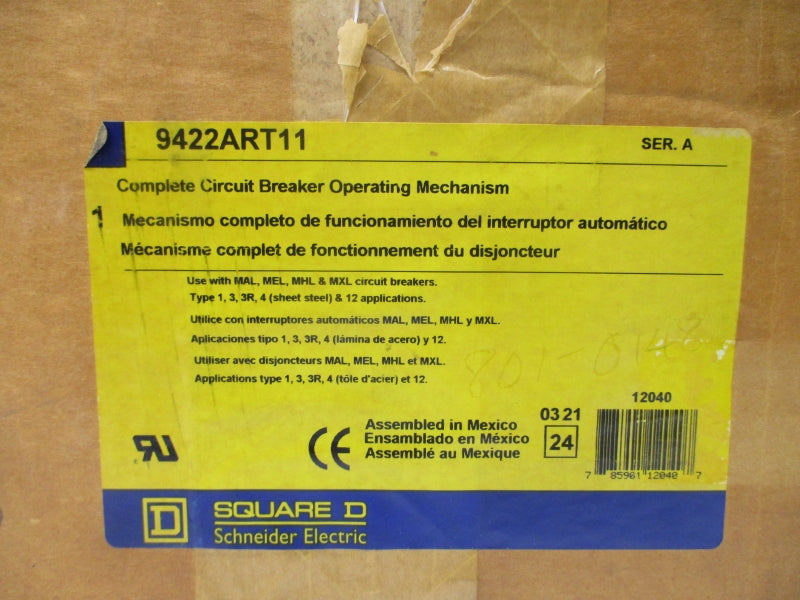 9422ART11 SER. A
Complete Circuit Breaker Operating Mechanism
1 Mecanismo completo de funcionamiento del interruptor automático
Mécanisme complet de fonctionnement du disjoncteur
Use with MAL, MEL, MHL & MXL circuit breakers.
Type 1, 3, 3R, 4 (sheet steel) & 12 applications.
Utilice con interruptores automáticos MAL, MEL, MHL y MXL.
Aplicaciones tipo 1, 3, 3R, 4 (lámina de acero) y 12.
Utiliser avec disjoncteurs MAL, MEL, MHL et MXL.
Applications type 1, 3, 3R, 4 (tôle d'acier) et 12.
12040
0321
24
Assembled in Mexico
Ensamblado en México
Assemblé au Mexique
CE
7 85901 12040 7
D SQUARE D
Schneider Electric